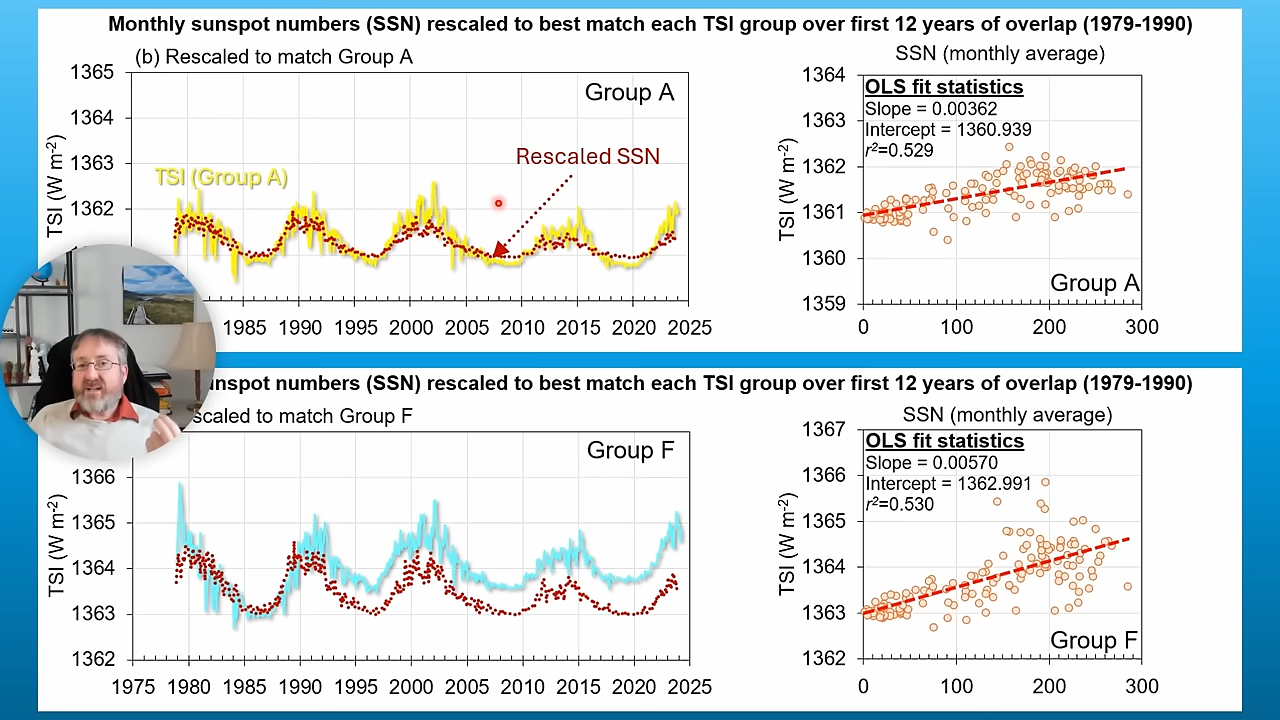 Monthly sunspot numbers (SSN) rescaled to best match each TSI group over first 12 years of overlap (1979-1990)
(b) Rescaled to match Group A
1365
1364
1363
1362
TSI (W m-2)
Group A
TSI (Group A)
Rescaled SSN
1985 1990 1995 2000 2005 2010 2015 2020 2025
SSN (monthly average)
1364
1363
1362
1361
1360
1359
TSI (W m-2)
OLS fit statistics
Slope = 0.00362
Intercept = 1360.939
r²=0.529
Group A
0 100 200 300
sunspot numbers (SSN) rescaled to best match each TSI group over first 12 years of overlap (1979-1990)
scaled to match Group F
1366
1365
1364
1363
1362
TSI (W m-2)
Group F
1975 1980 1985 1990 1995 2000 2005 2010 2015 2020 2025
SSN (monthly average)
1367
1366
1365
1364
1363
1362
TSI (W m-2)
OLS fit statistics
Slope = 0.00570
Intercept = 1362.991
r²=0.530
Group F
0 100 200 300